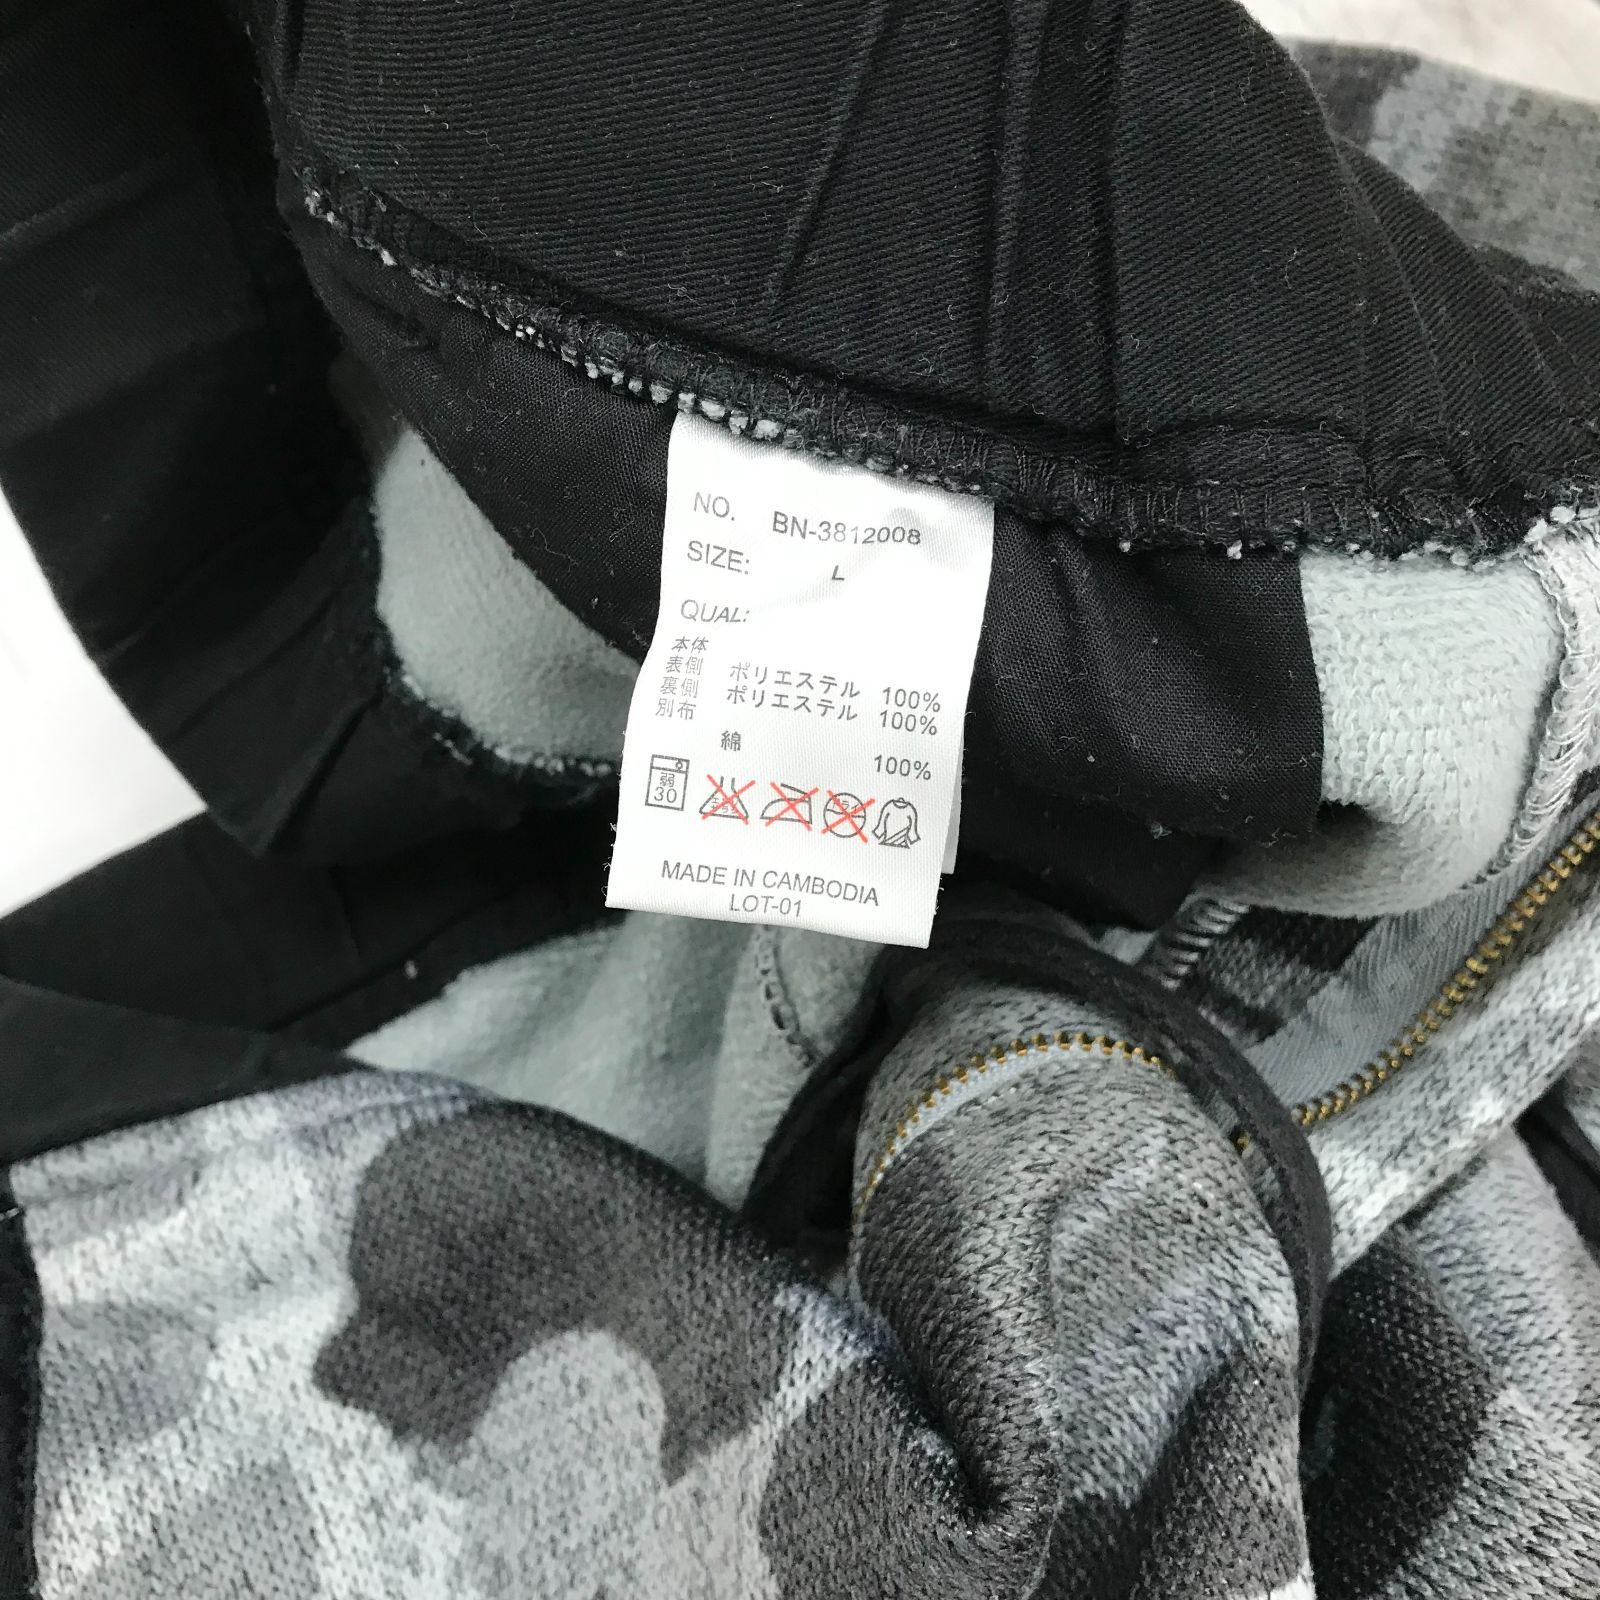 NO. BN-3812008
SIZE: L
QUAL:
本体
表側 ポリエステル 100%
裏側 ポリエステル 100%
別布
綿 100%
弱
30
MADE IN CAMBODIA
LOT-01